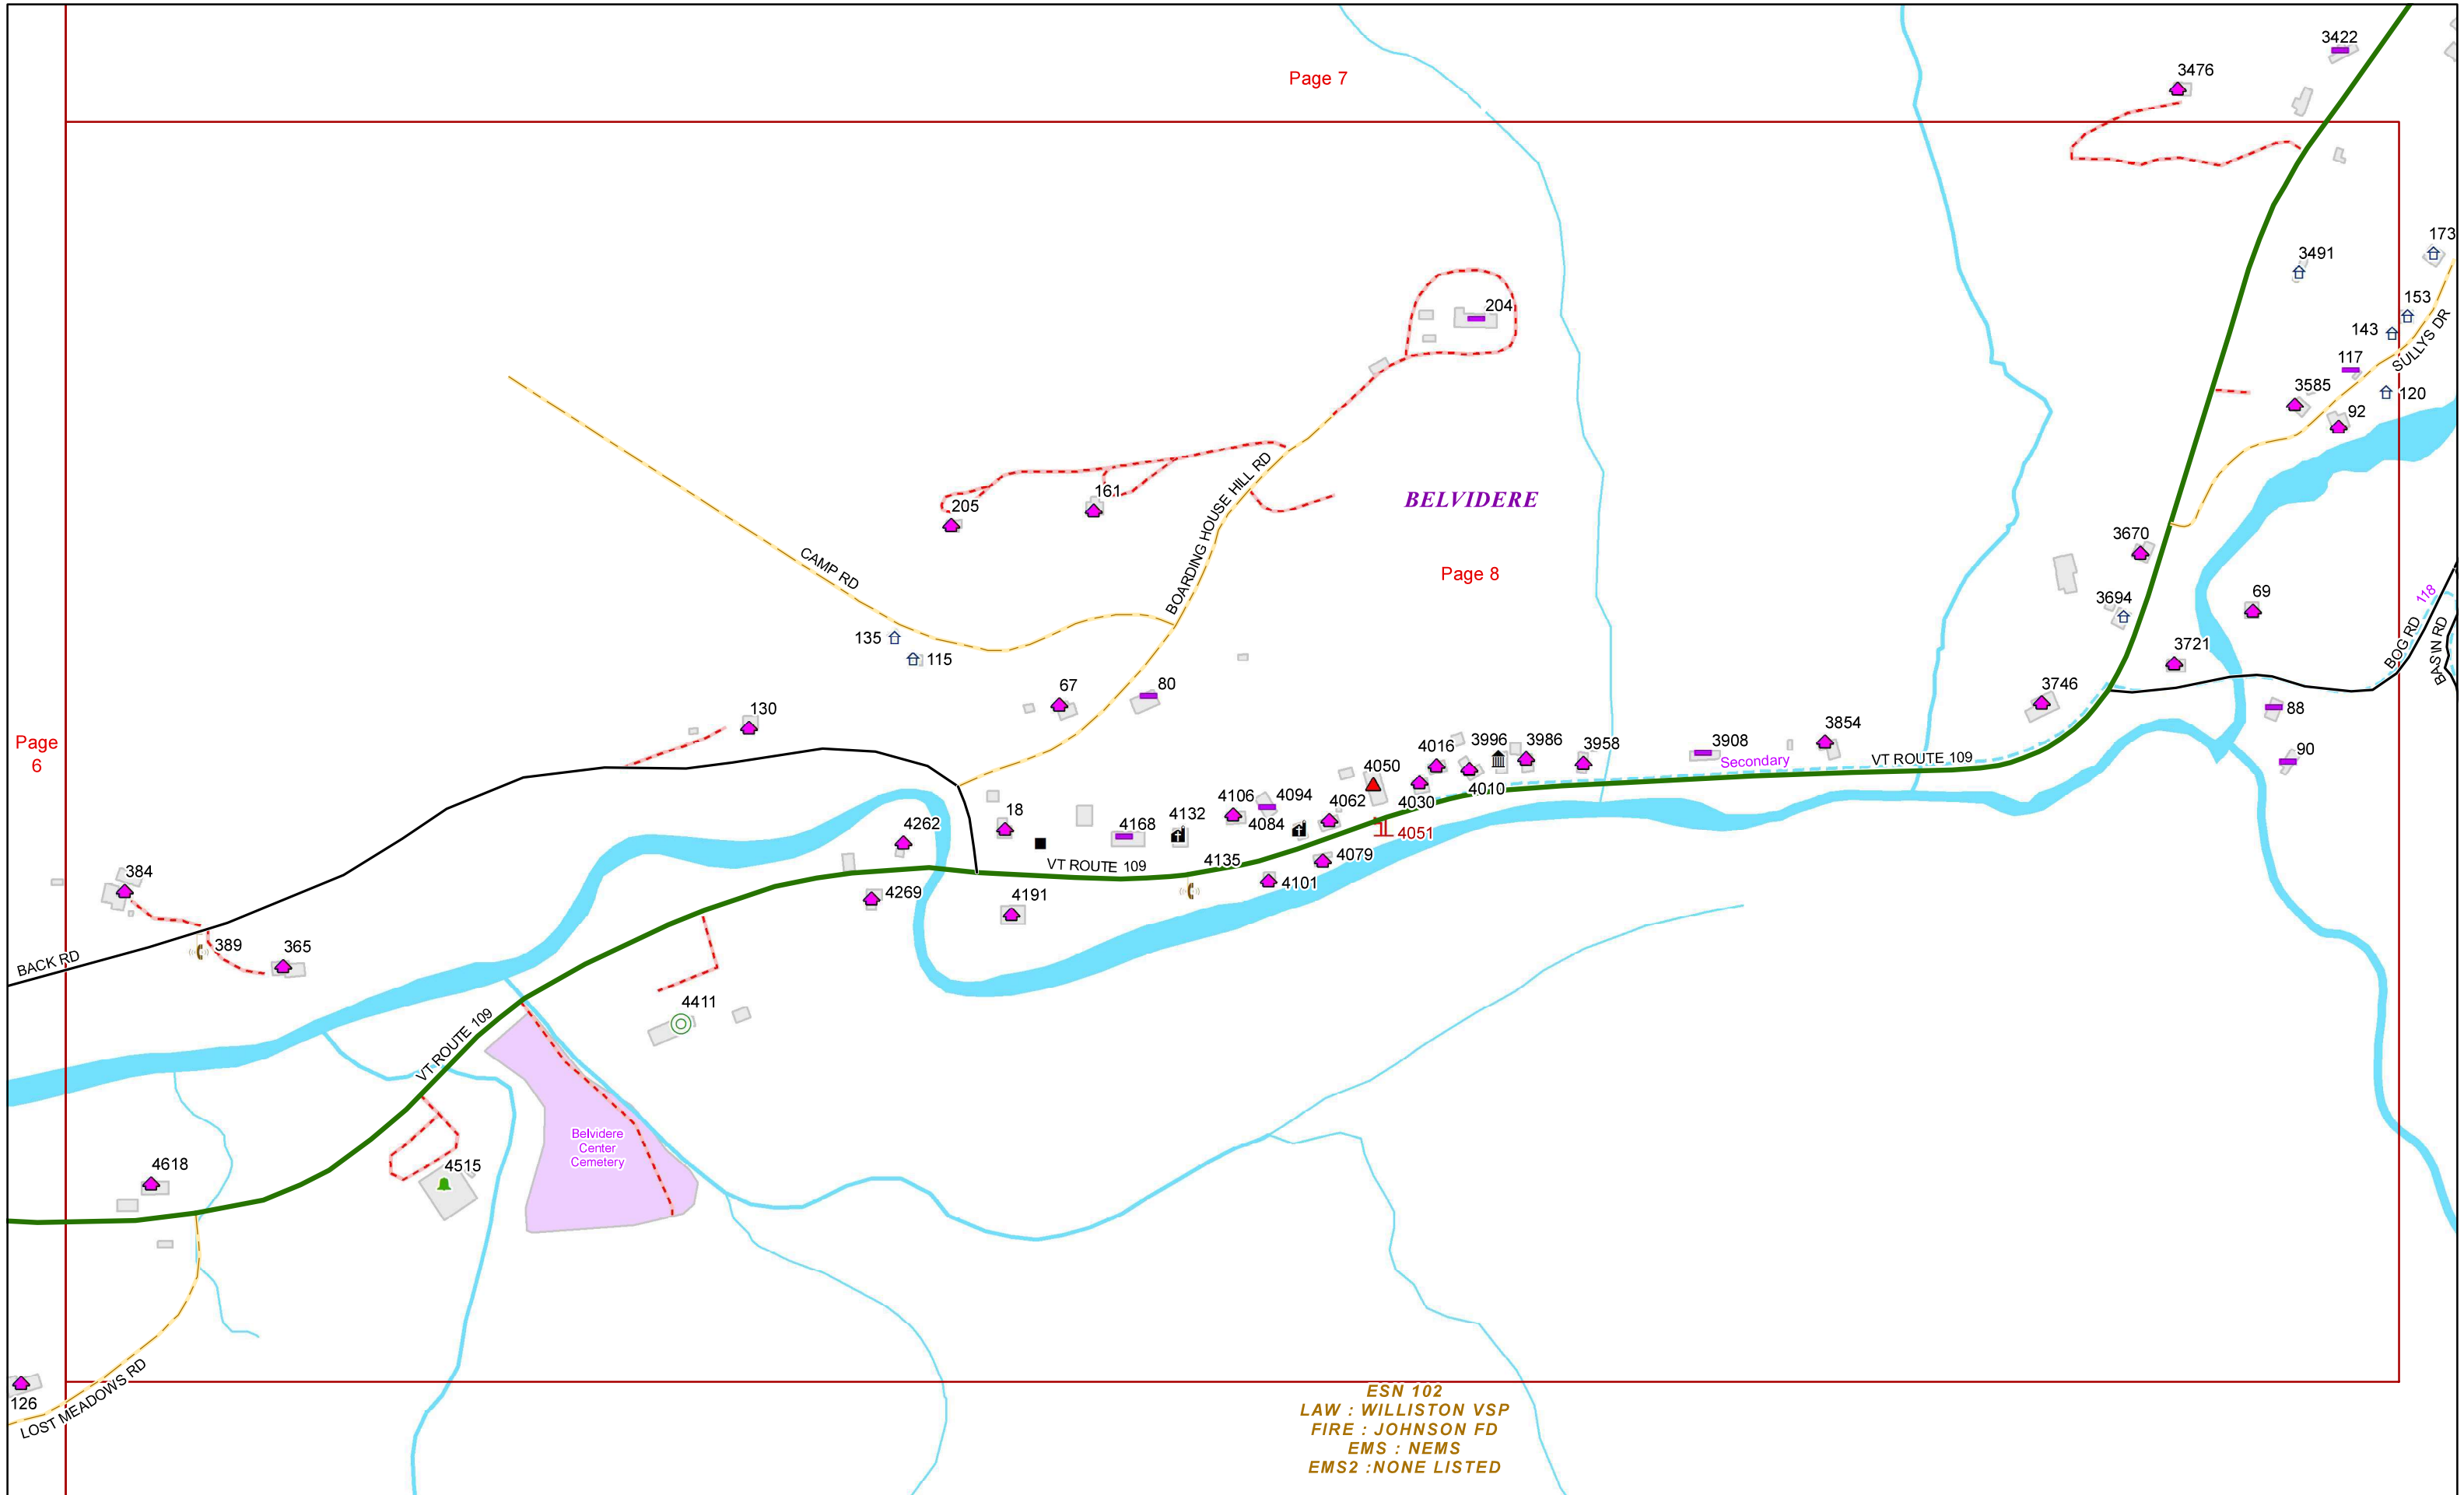 3422
Page 7
3476
173
3491
153
204
143
SULLYS DR
117
3585
120
92
BOARDING HOUSE HILL RD
161
BELVIDERE
205
3670
CAMP RD
Page 8
69
118
3694
135
115
BOG RD
BASIN RD
3721
67
80
3746
130
88
Page
6
3854
4016
3996
3986
3958
3908
90
Secondary
VT ROUTE 109
4050
4010
4030
4106
4094
4062
18
4132
4168
4084
4051
4262
4135
4079
VT ROUTE 109
384
4101
4269
4191
389
365
BACK RD
4411
VT ROUTE 109
Belvidere
Center
Cemetery
4618
4515
126
LOST MEADOWS RD
ESN 102
LAW : WILLISTON VSP
FIRE : JOHNSON FD
EMS : NEMS
EMS2 :NONE LISTED